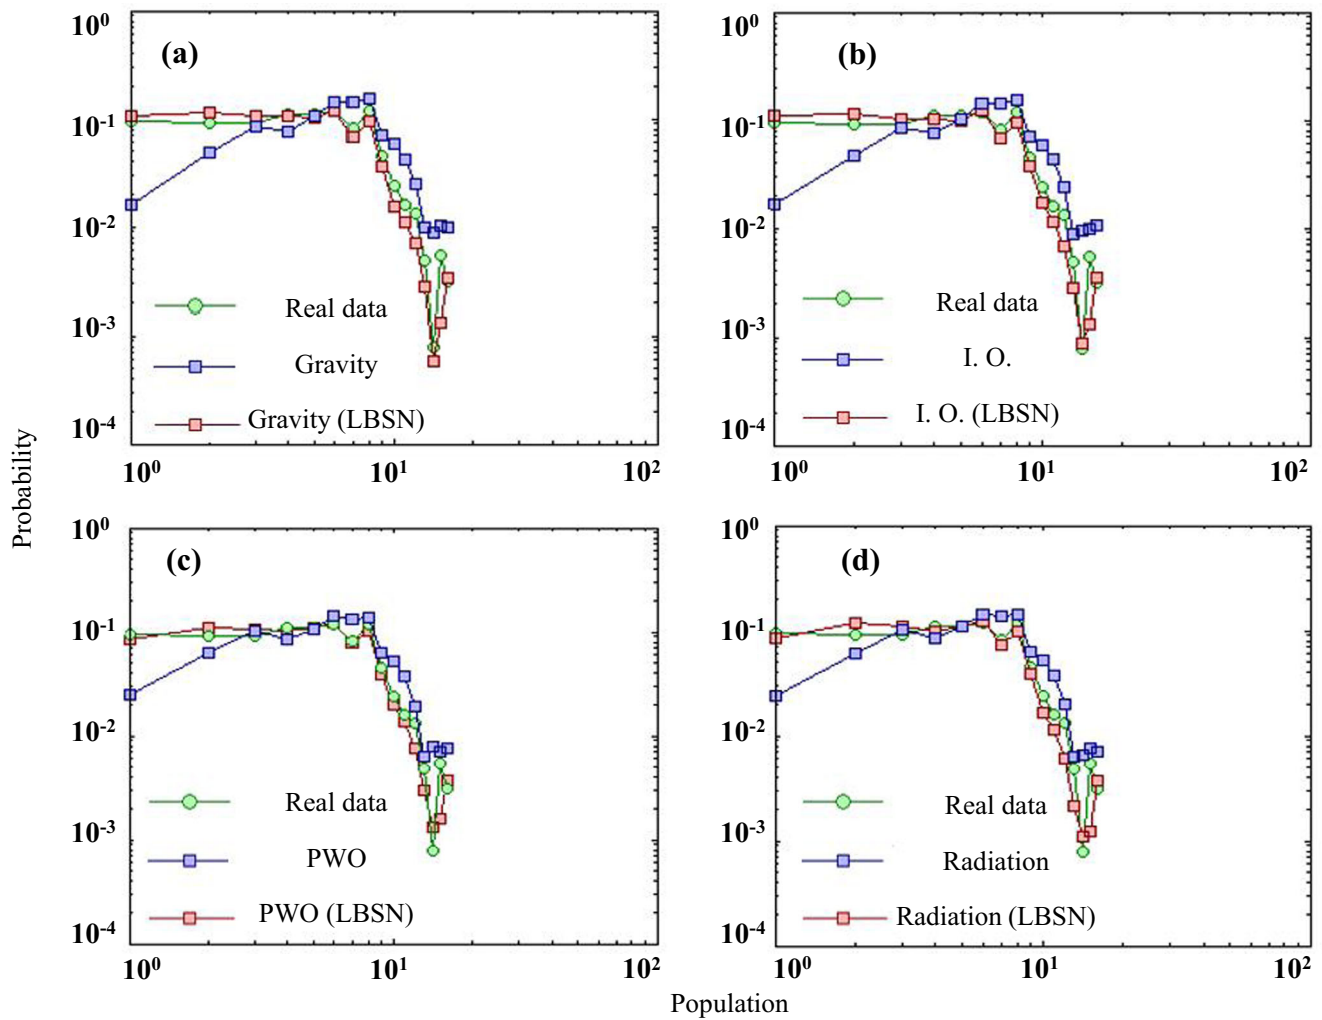 Probability
(a)
10⁰
10⁻¹
10⁻²
10⁻³
10⁻⁴
Real data
Gravity
Gravity (LBSN)
10⁰ 10¹ 10²
(b)
10⁰
10⁻¹
10⁻²
10⁻³
10⁻⁴
Real data
I. O.
I. O. (LBSN)
10⁰ 10¹ 10²
(c)
10⁰
10⁻¹
10⁻²
10⁻³
10⁻⁴
Real data
PWO
PWO (LBSN)
10⁰ 10¹ 10²
(d)
10⁰
10⁻¹
10⁻²
10⁻³
10⁻⁴
Real data
Radiation
Radiation (LBSN)
10⁰ 10¹ 10²
Population